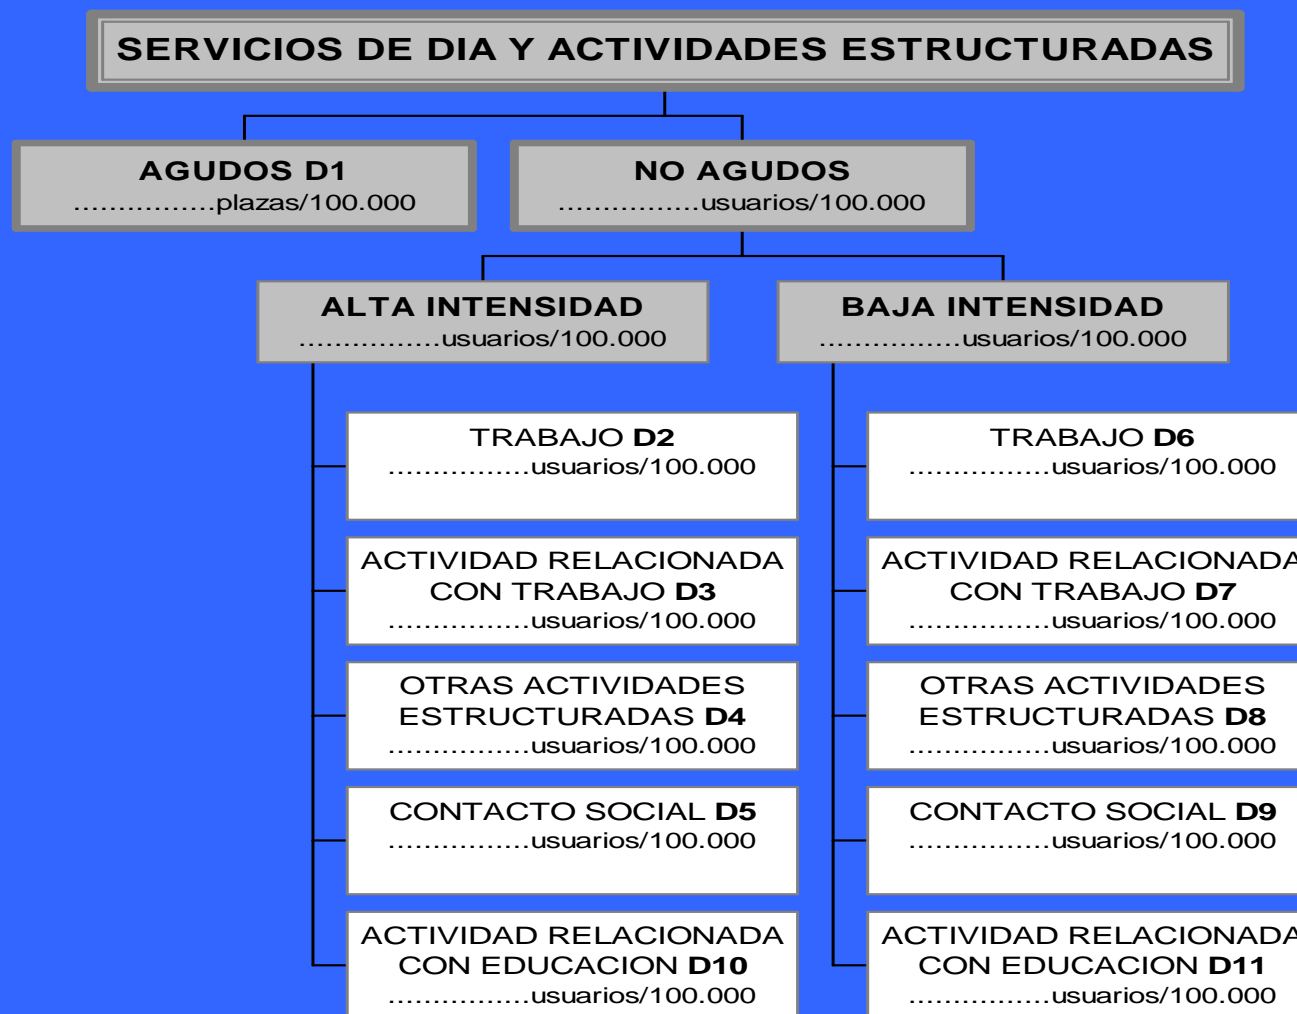 SERVICIOS DE DIA Y ACTIVIDADES ESTRUCTURADAS
AGUDOS D1
................plazas/100.000
NO AGUDOS
................usuarios/100.000
ALTA INTENSIDAD
................usuarios/100.000
BAJA INTENSIDAD
................usuarios/100.000
TRABAJO D2
................usuarios/100.000
ACTIVIDAD RELACIONADA
CON TRABAJO D3
................usuarios/100.000
OTRAS ACTIVIDADES
ESTRUCTURADAS D4
................usuarios/100.000
CONTACTO SOCIAL D5
................usuarios/100.000
ACTIVIDAD RELACIONADA
CON EDUCACION D10
................usuarios/100.000
TRABAJO D6
................usuarios/100.000
ACTIVIDAD RELACIONADA
CON TRABAJO D7
................usuarios/100.000
OTRAS ACTIVIDADES
ESTRUCTURADAS D8
................usuarios/100.000
CONTACTO SOCIAL D9
................usuarios/100.000
ACTIVIDAD RELACIONADA
CON EDUCACION D11
................usuarios/100.000